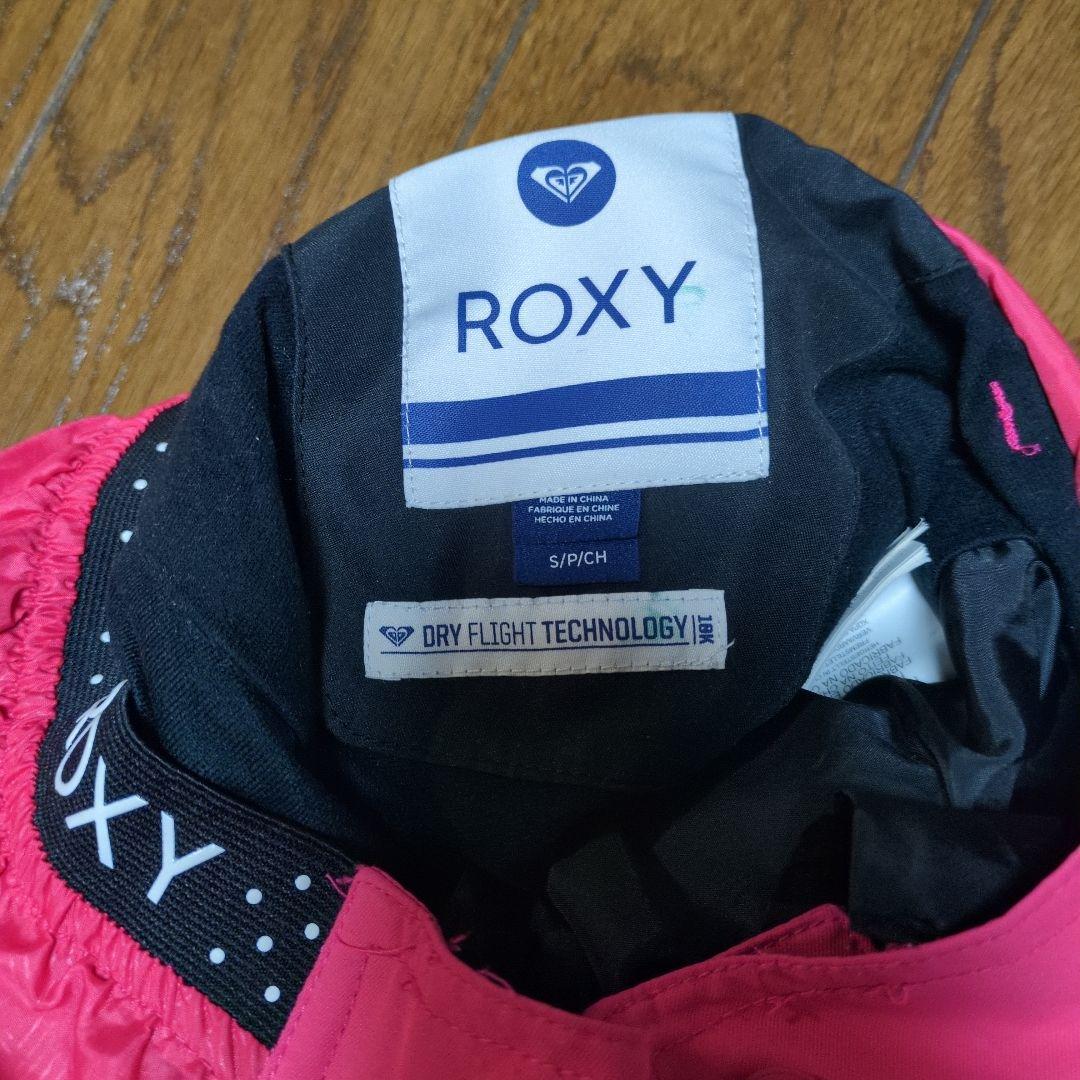 ROXY
MADE IN CHINA
FABRIQUE EN CHINE
HECHO EN CHINA
S/P/CH
DRY FLIGHT TECHNOLOGY 10K
ROXY